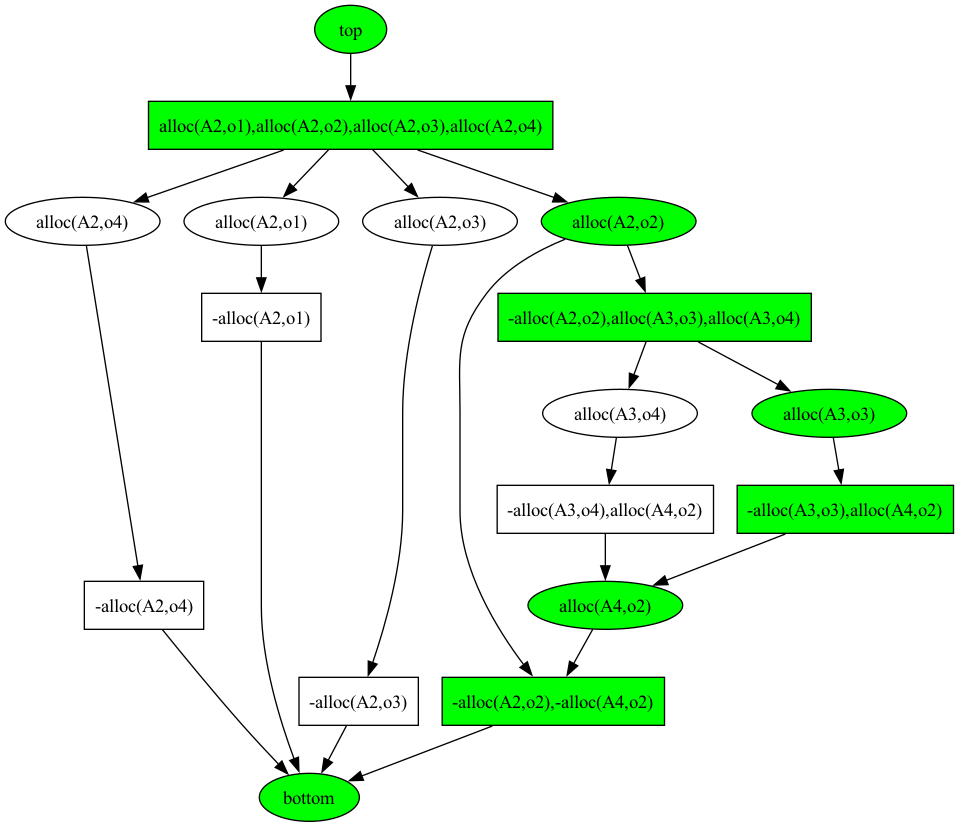 top
alloc(A2,o1),alloc(A2,o2),alloc(A2,o3),alloc(A2,o4)
alloc(A2,o4)
alloc(A2,o1)
alloc(A2,o3)
alloc(A2,o2)
-alloc(A2,o1)
-alloc(A2,o2),alloc(A3,o3),alloc(A3,o4)
alloc(A3,o4)
alloc(A3,o3)
-alloc(A3,o4),alloc(A4,o2)
-alloc(A3,o3),alloc(A4,o2)
-alloc(A2,o4)
alloc(A4,o2)
-alloc(A2,o3)
-alloc(A2,o2),-alloc(A4,o2)
bottom